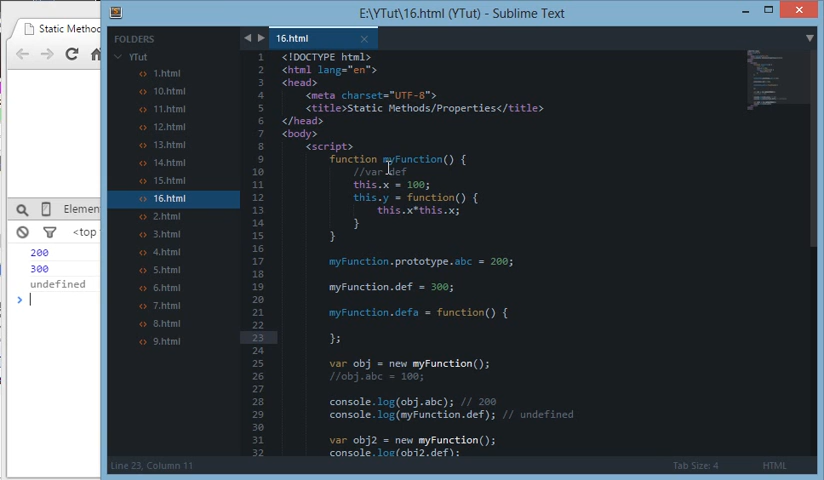 E:\YTut\16.html (YTut) - Sublime Text
Static Metho
FOLDERS
YTut
1.html
10.html
11.html
12.html
13.html
14.html
15.html
16.html
2.html
3.html
4.html
5.html
6.html
7.html
8.html
9.html
Elemen
<top
200
300
undefined
>
16.html
1 <!DOCTYPE html>
2 <html lang="en">
3 <head>
4 <meta charset="UTF-8">
5 <title>Static Methods/Properties</title>
6 </head>
7 <body>
8 <script>
9 function myFunction() {
10 //var def
11 this.x = 100;
12 this.y = function() {
13 this.x*this.x;
14 }
15 }
16
17 myFunction.prototype.abc = 200;
18
19 myFunction.def = 300;
20
21 myFunction.defa = function() {
22
23 };
24
25 var obj = new myFunction();
26 //obj.abc = 100;
27
28 console.log(obj.abc); // 200
29 console.log(myFunction.def); // undefined
30
31 var obj2 = new myFunction();
32 console.log(obj2.def);
Line 23, Column 11
Tab Size: 4
HTML